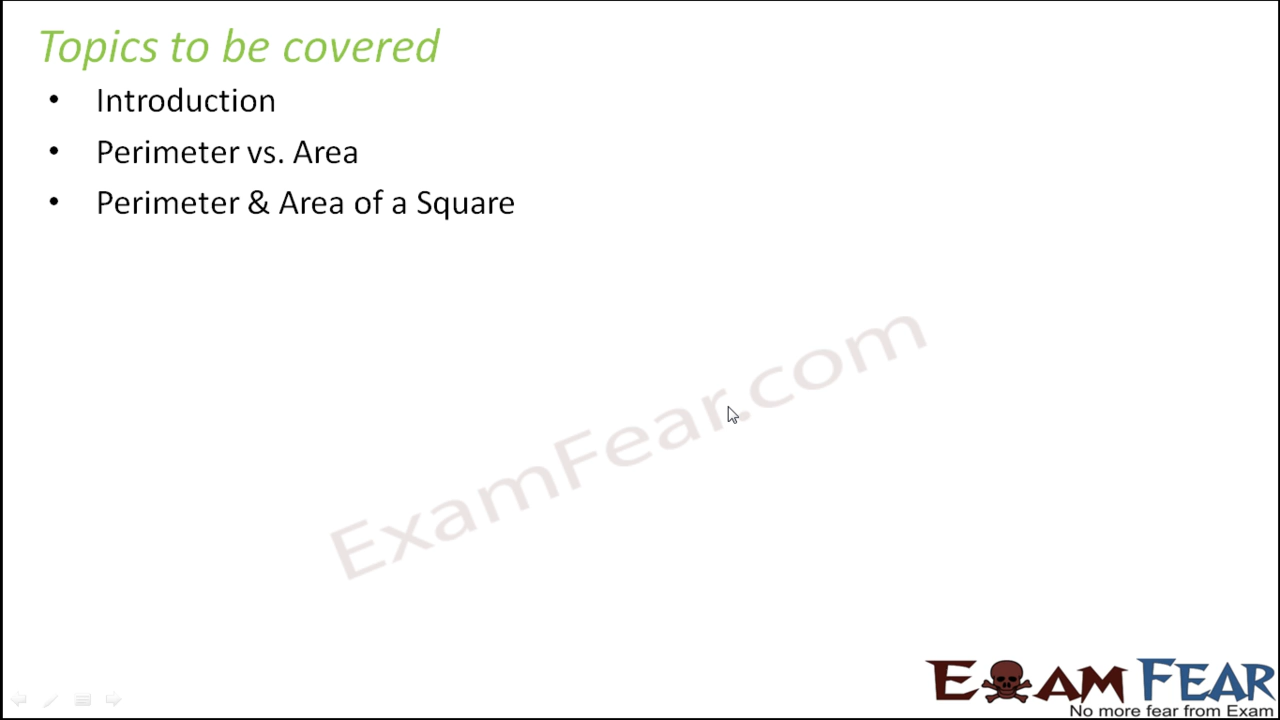 Topics to be covered
• Introduction
• Perimeter vs. Area
• Perimeter & Area of a Square
ExamFear.com
EXAM FEAR
No more fear from Exam